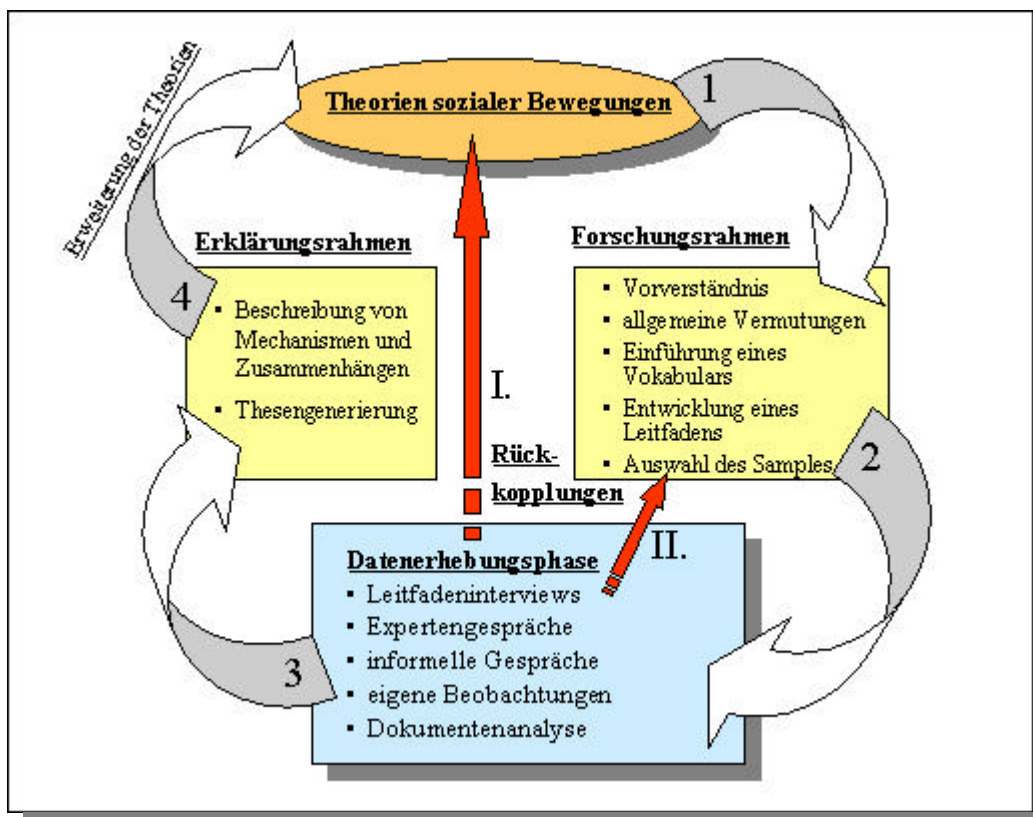 Erweiterung der Theorien
Theorien sozialer Bewegungen
1
Erklärungsrahmen
4
▪ Beschreibung von
Mechanismen und
Zusammenhängen
▪ Thesengenerierung
Forschungsrahmen
▪ Vorverständnis
▪ allgemeine Vermutungen
▪ Einführung eines
Vokabulars
▪ Entwicklung eines
Leitfadens
▪ Auswahl des Samples
2
I.
Rück-
kopplungen
II.
Datenerhebungsphase
▪ Leitfadeninterviews
▪ Expertengespräche
▪ informelle Gespräche
▪ eigene Beobachtungen
▪ Dokumentenanalyse
3